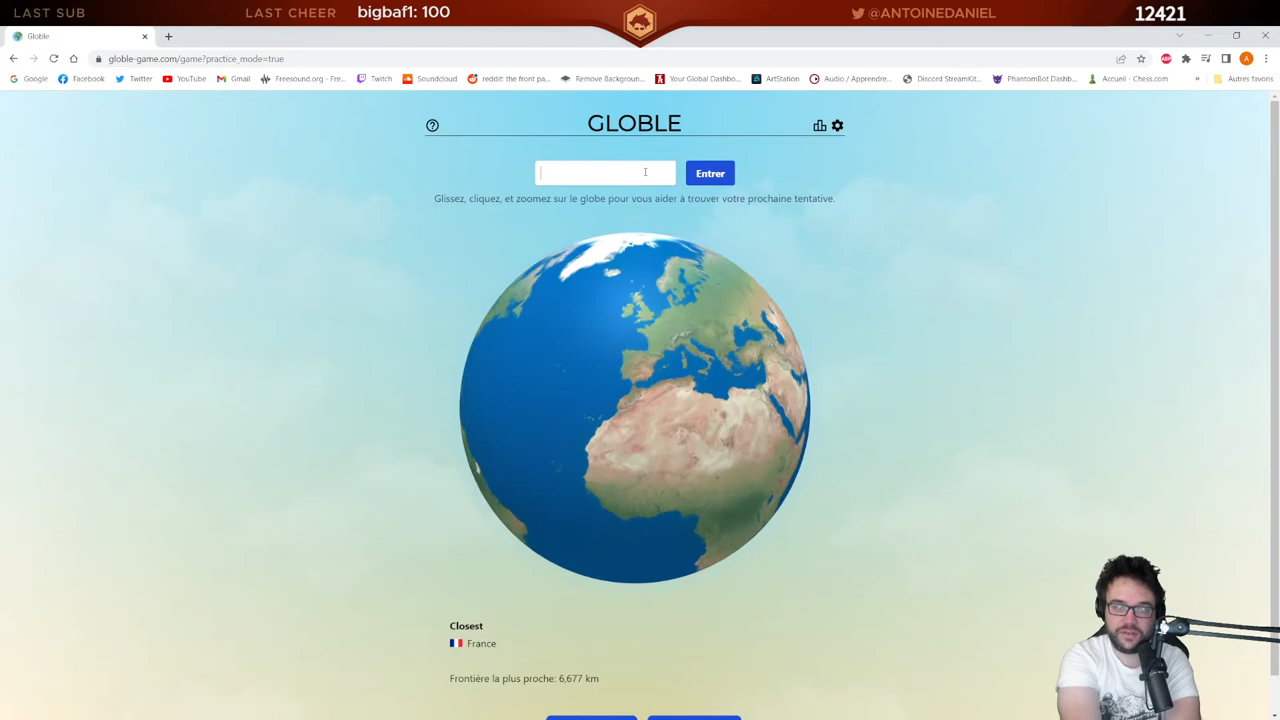 LAST SUB LAST CHEER bigbaf1: 100 @ANTOINEDANIEL 12421
Globle
globle-game.com/game?practice_mode=true
Google Facebook Twitter YouTube Gmail Freesound.org - Fre... Twitch Soundcloud reddit: the front pa... Remove Backgroun... Your Global Dashbo... ArtStation Audio / Apprendre... Discord StreamKit... PhantomBot Dashb... Accueil - Chess.com » Autres favoris
GLOBLE
Entrer
Glissez, cliquez, et zoomez sur le globe pour vous aider à trouver votre prochaine tentative.
Closest
France
Frontière la plus proche: 6,677 km